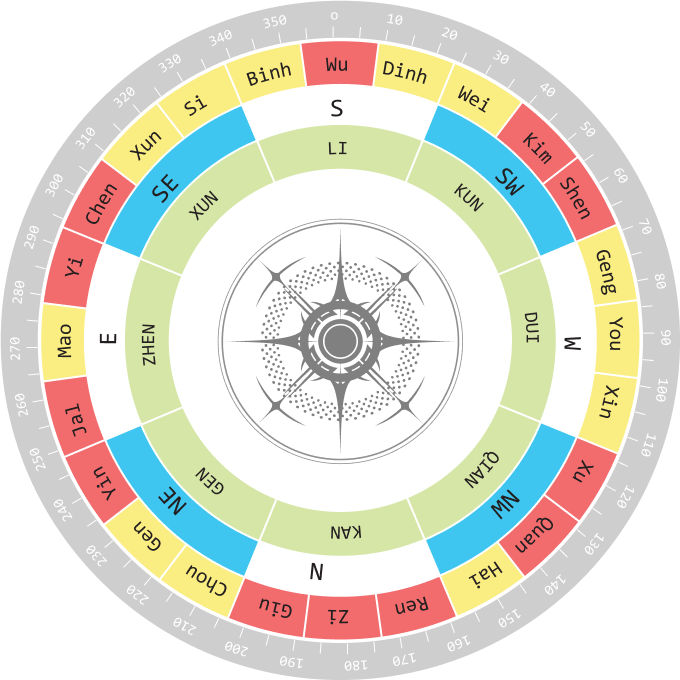 0
10
20
30
40
50
60
70
80
90
100
110
120
130
140
150
160
170
180
190
200
210
220
230
240
250
260
270
280
290
300
310
320
330
340
350
Wu
Dinh
Wei
Kim
Shen
Geng
You
Xin
Xu
Quan
Hai
Ren
Zi
Giu
Chou
Gen
Yin
Jal
Mao
Yi
Chen
Xun
Si
Binh
S
SW
W
NW
N
NE
E
SE
LI
KUN
DUI
QIAN
KAN
GEN
ZHEN
XUN